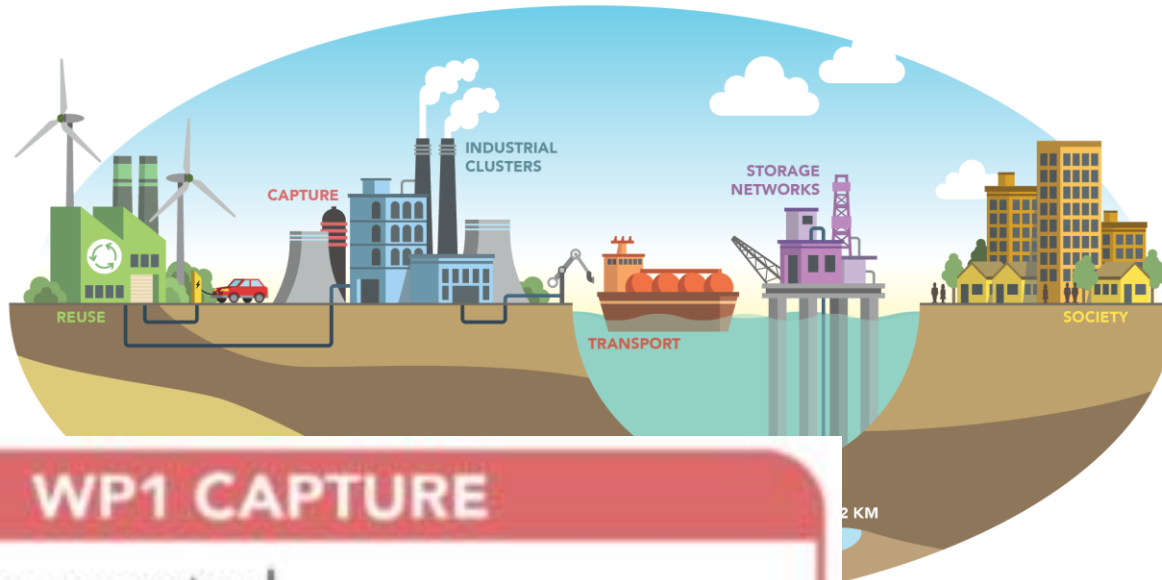 INDUSTRIAL
CLUSTERS
CAPTURE
STORAGE
NETWORKS
REUSE
SOCIETY
TRANSPORT
WP1 CAPTURE
2 KM